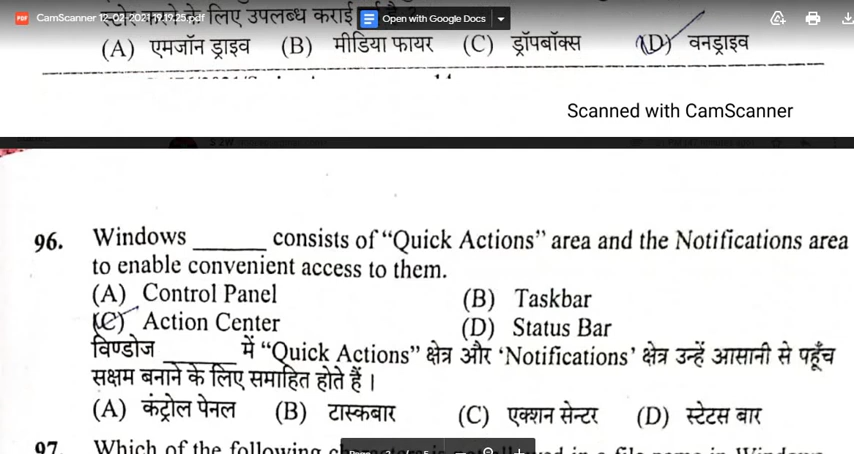 CamScanner 12-02-2021 19.19.25.pdf
Open with Google Docs
के लिए उपलब्ध कराई
(A) एमजॉन ड्राइव (B) मीडिया फायर (C) ड्रॉपबॉक्स (D) वनड्राइव
Scanned with CamScanner
96. Windows ______ consists of “Quick Actions” area and the Notifications area
to enable convenient access to them.
(A) Control Panel (B) Taskbar
(C) Action Center (D) Status Bar
विण्डोज ______ में “Quick Actions” क्षेत्र और ‘Notifications’ क्षेत्र उन्हें आसानी से पहूँच
सक्षम बनाने के लिए समाहित होते हैं ।
(A) कंट्रोल पेनल (B) टास्कबार (C) एक्शन सेन्टर (D) स्टेटस बार
97. Which of the following